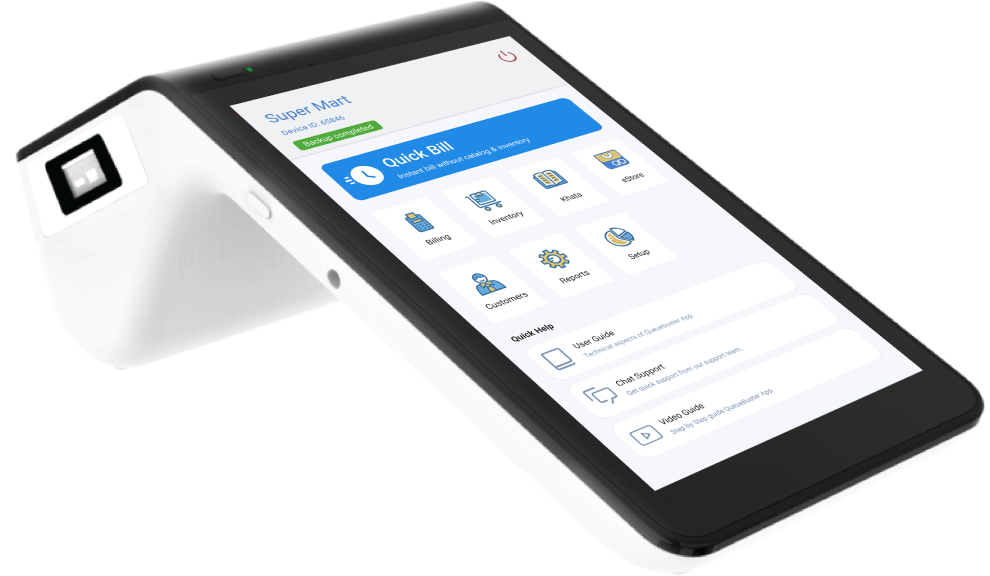 Super Mart
Device ID: 65846
Backup completed
Quick Bill
Instant bill without catalog & inventory
Billing
Inventory
Khata
eStore
Customers
Reports
Setup
Quick Help
User Guide
Technical aspects of Queuebuster App
Chat Support
Get quick support from our support team.
Video Guide
Step by Step guide QueueBuster App